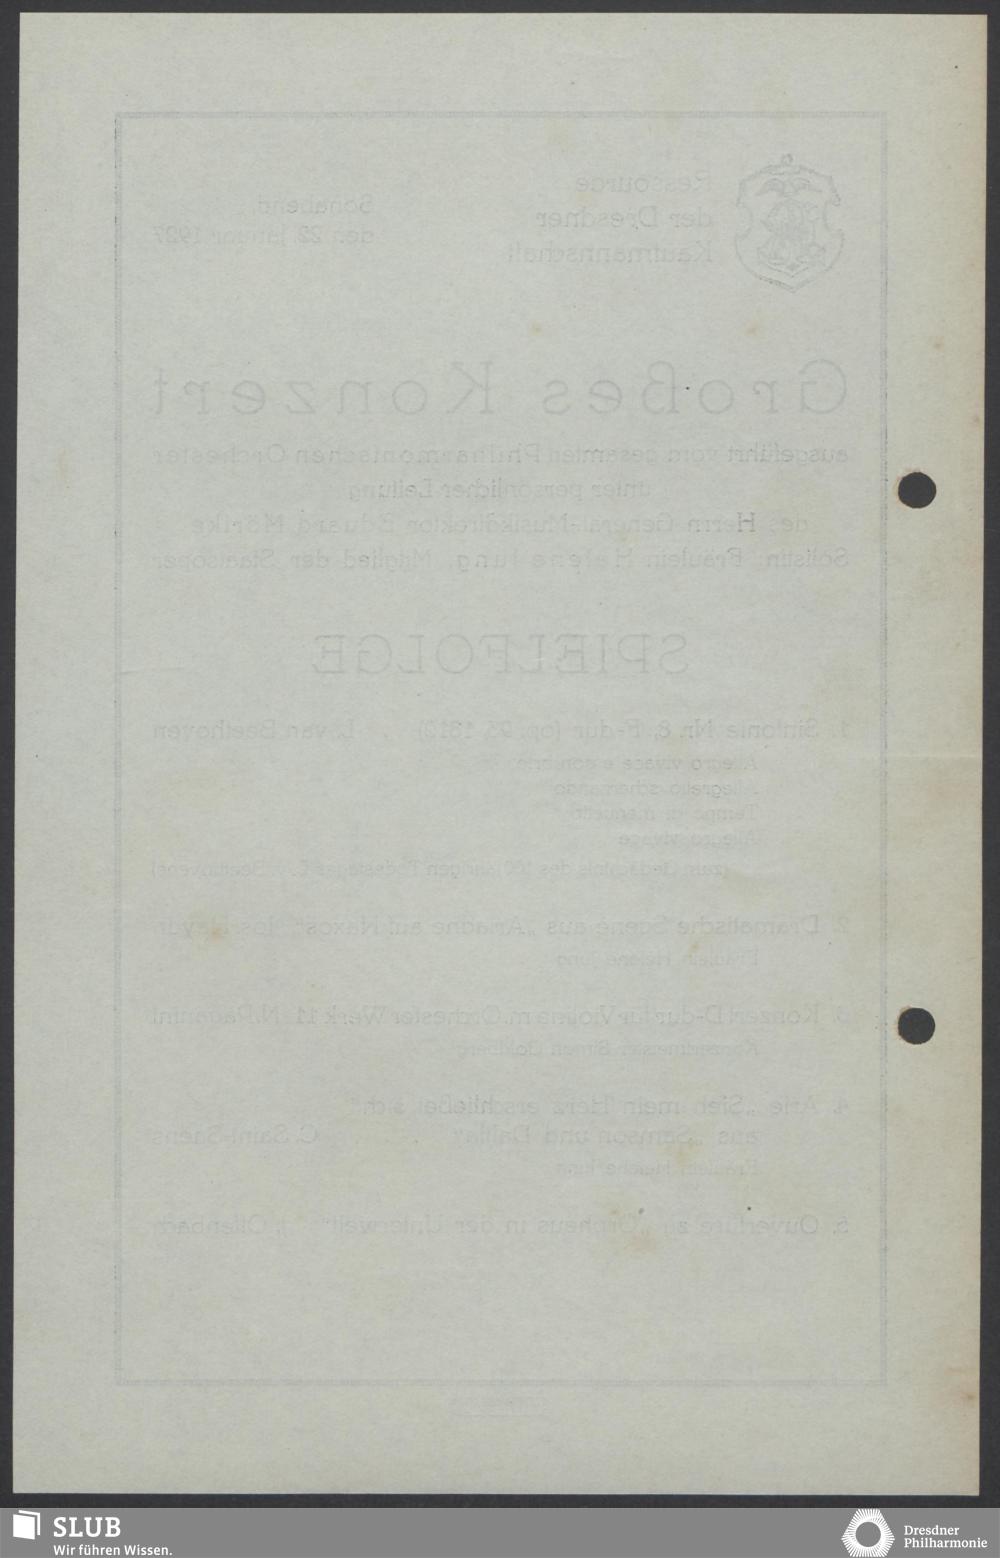 Ressource
der Dresdner
Kaufmannschaft
Sonabend,
den 22. Januar 1927
Großes Konzert
ausgeführt vom gesamten Philharmonischen Orchester
unter persönlicher Leitung
des Herrn General-Musikdirektor Eduard Mörike
Solistin: Fräulein Helene Jung, Mitglied der Staatsoper
SPIELFOLGE
1. Sinfonie Nr. 8, F-dur (op. 93, 1812) . L. van Beethoven
Allegro vivace e con brio
Allegretto scherzando
Tempo di menuetto
Allegro vivace
(zum Gedächtnis des 100jährigen Todestages L. v. Beethovens)
2. Dramatische Scene aus „Ariadne auf Naxos“ Jos. Haydn
Fräulein Helene Jung
3. Konzert D-dur für Violine m. Orchester Werk 11 N. Paganini
Konzertmeister Simon Goldberg
4. Arie „Sieh mein Herz erschließet sich“
aus „Samson und Dalila“ . . C. Saint-Saëns
Fräulein Helene Jung
5. Ouvertüre zu „Orpheus in der Unterwelt“ J. Offenbach
SLUB
Wir führen Wissen.
Dresdner
Philharmonie